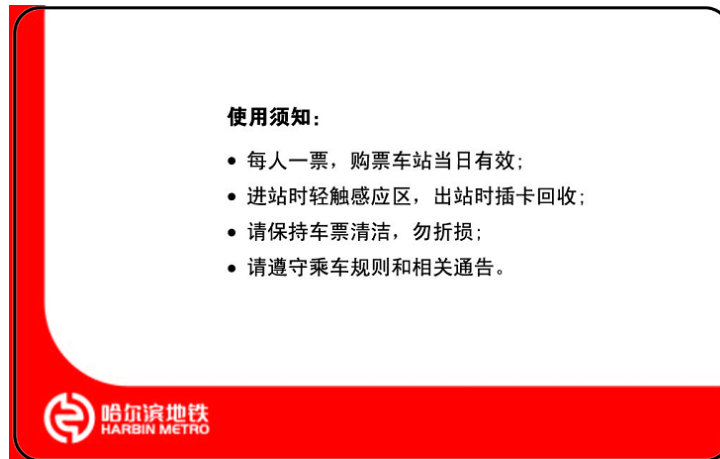 使用须知：
• 每人一票，购票车站当日有效；
• 进站时轻触感应区，出站时插卡回收；
• 请保持车票清洁，勿折损；
• 请遵守乘车规则和相关通告。
哈尔滨地铁
HARBIN METRO